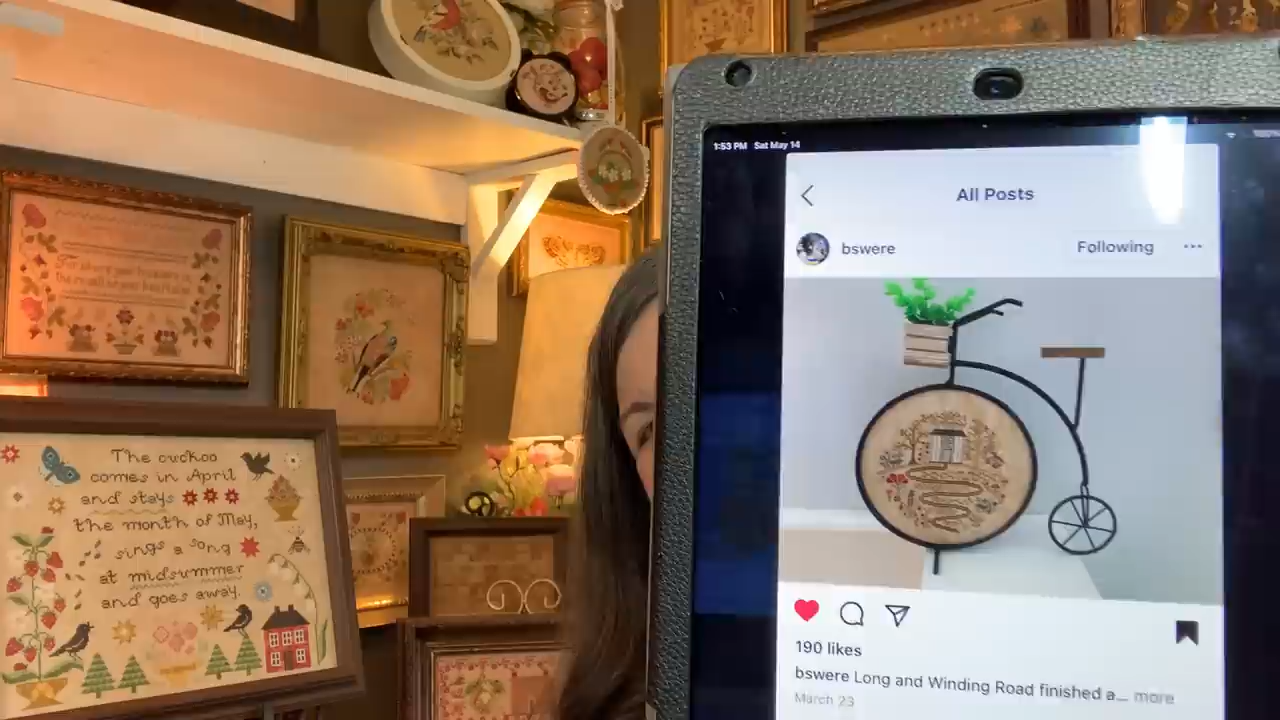 The cuckoo
comes in April
and stays
the month of May,
sings a song
at midsummer
and goes away.
1:53 PM Sat May 14
All Posts
bswere
Following
190 likes
bswere Long and Winding Road finished a... more
March 23